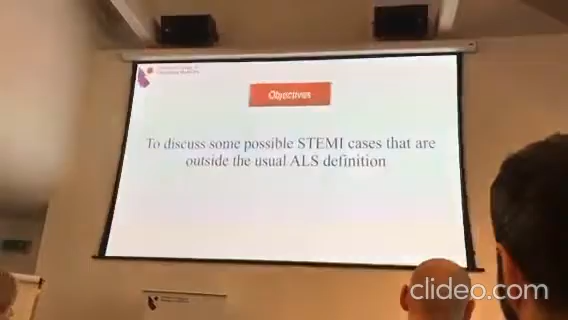 Objectives
To discuss some possible STEMI cases that are
outside the usual ALS definition
clideo.com